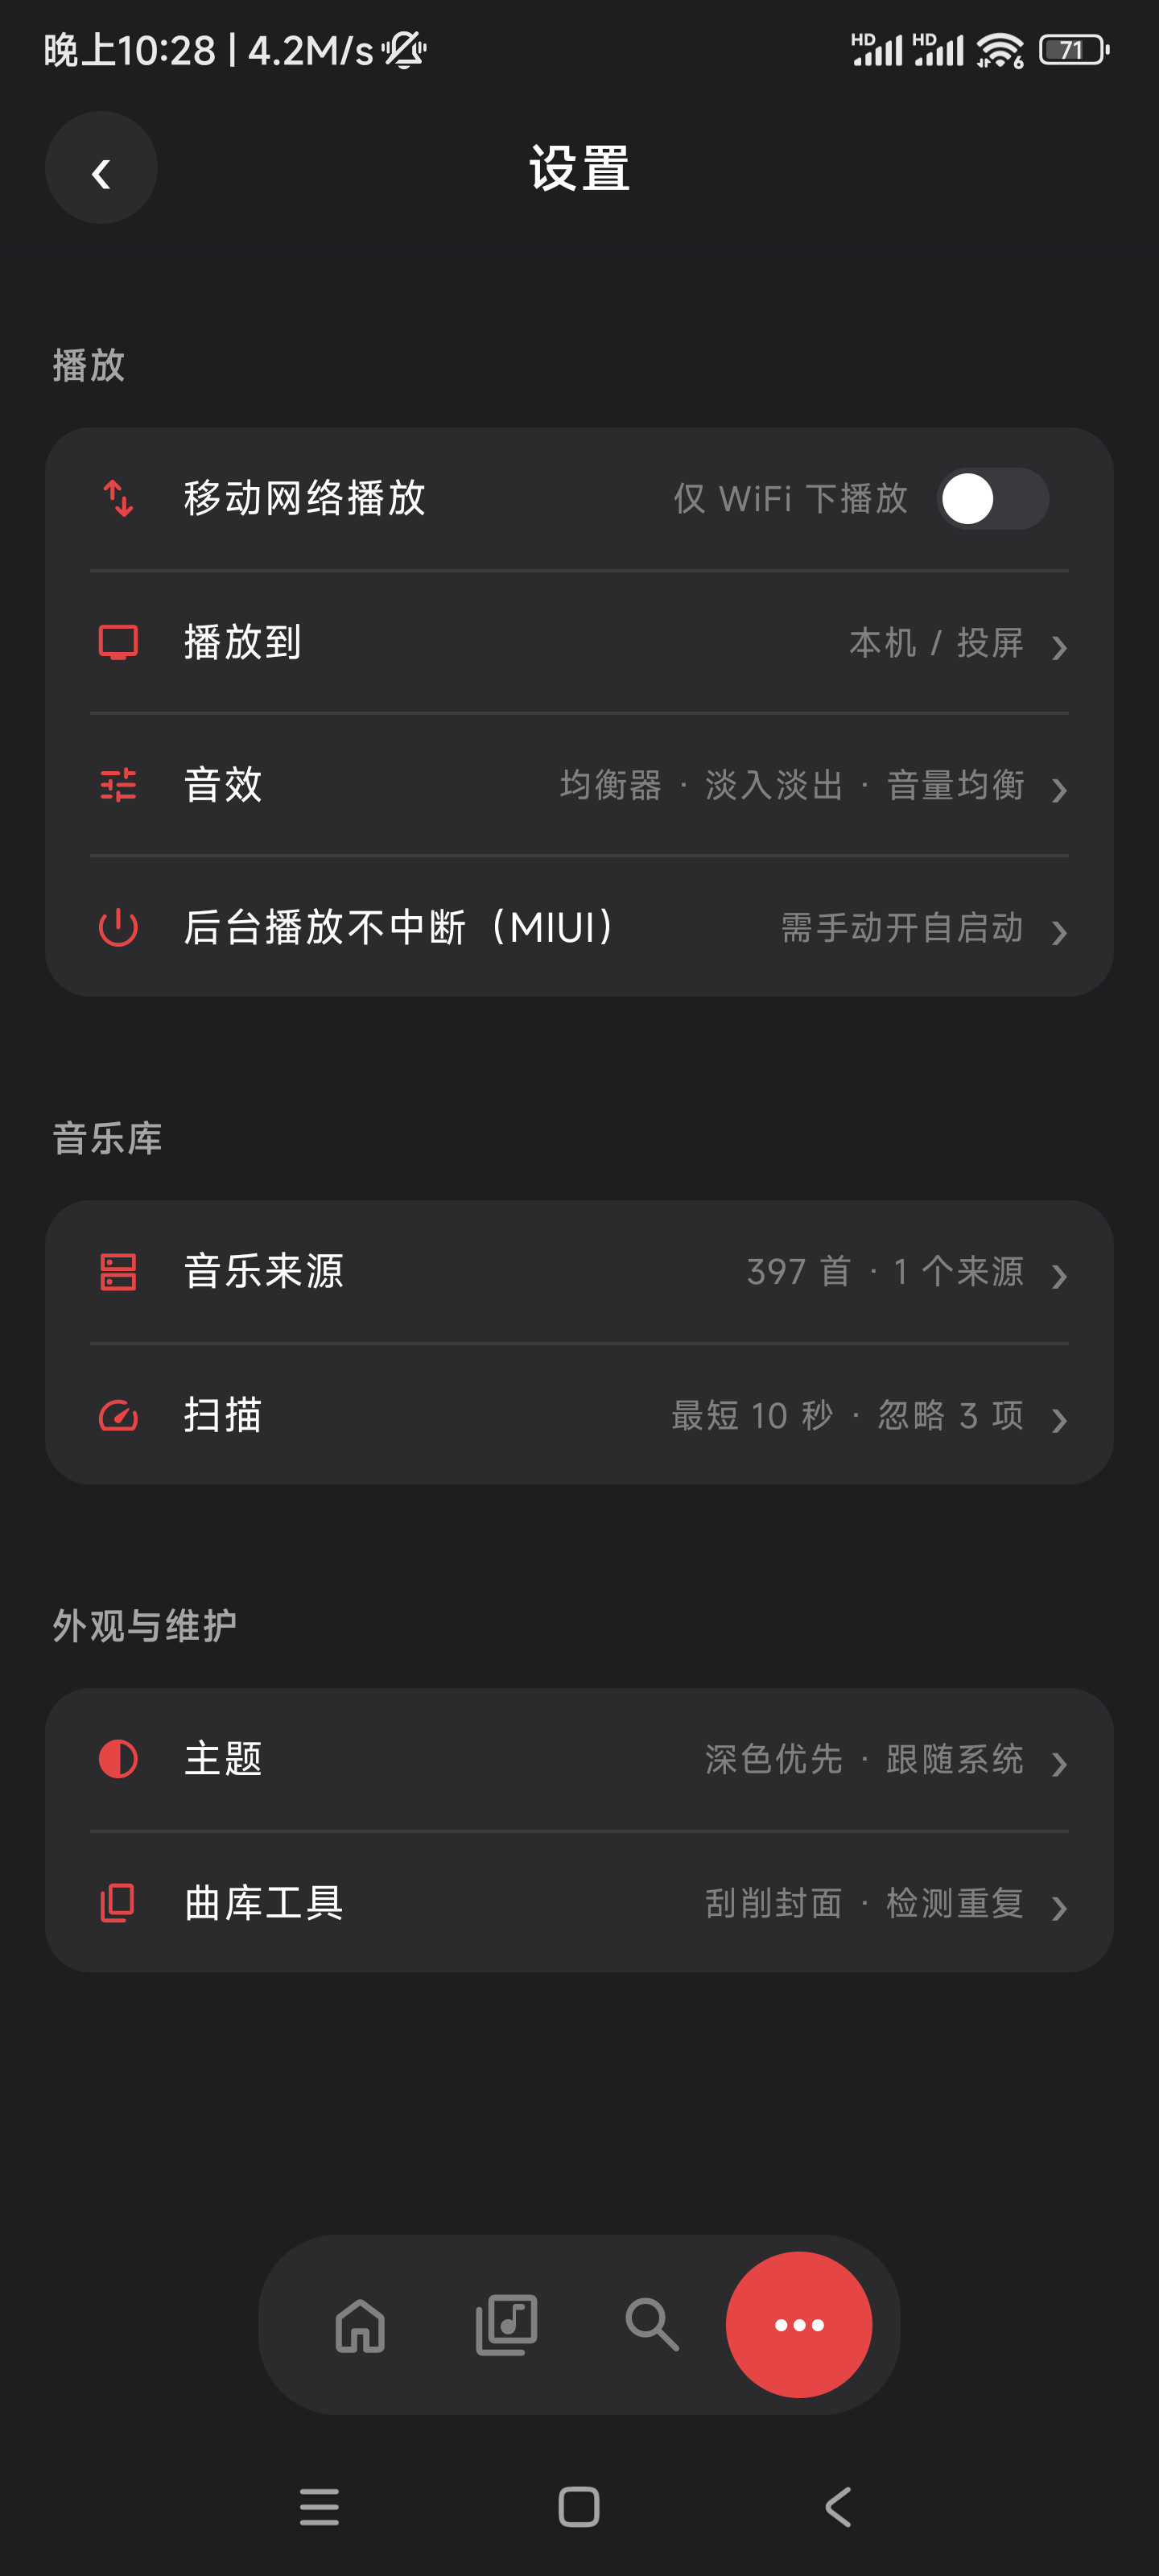 晚上10:28 | 4.2M/s
HD HD 6 71
设置
播放
移动网络播放 仅 WiFi 下播放
播放到 本机 / 投屏
音效 均衡器 · 淡入淡出 · 音量均衡
后台播放不中断（MIUI） 需手动开自启动
音乐库
音乐来源 397 首 · 1 个来源
扫描 最短 10 秒 · 忽略 3 项
外观与维护
主题 深色优先 · 跟随系统
曲库工具 刮削封面 · 检测重复